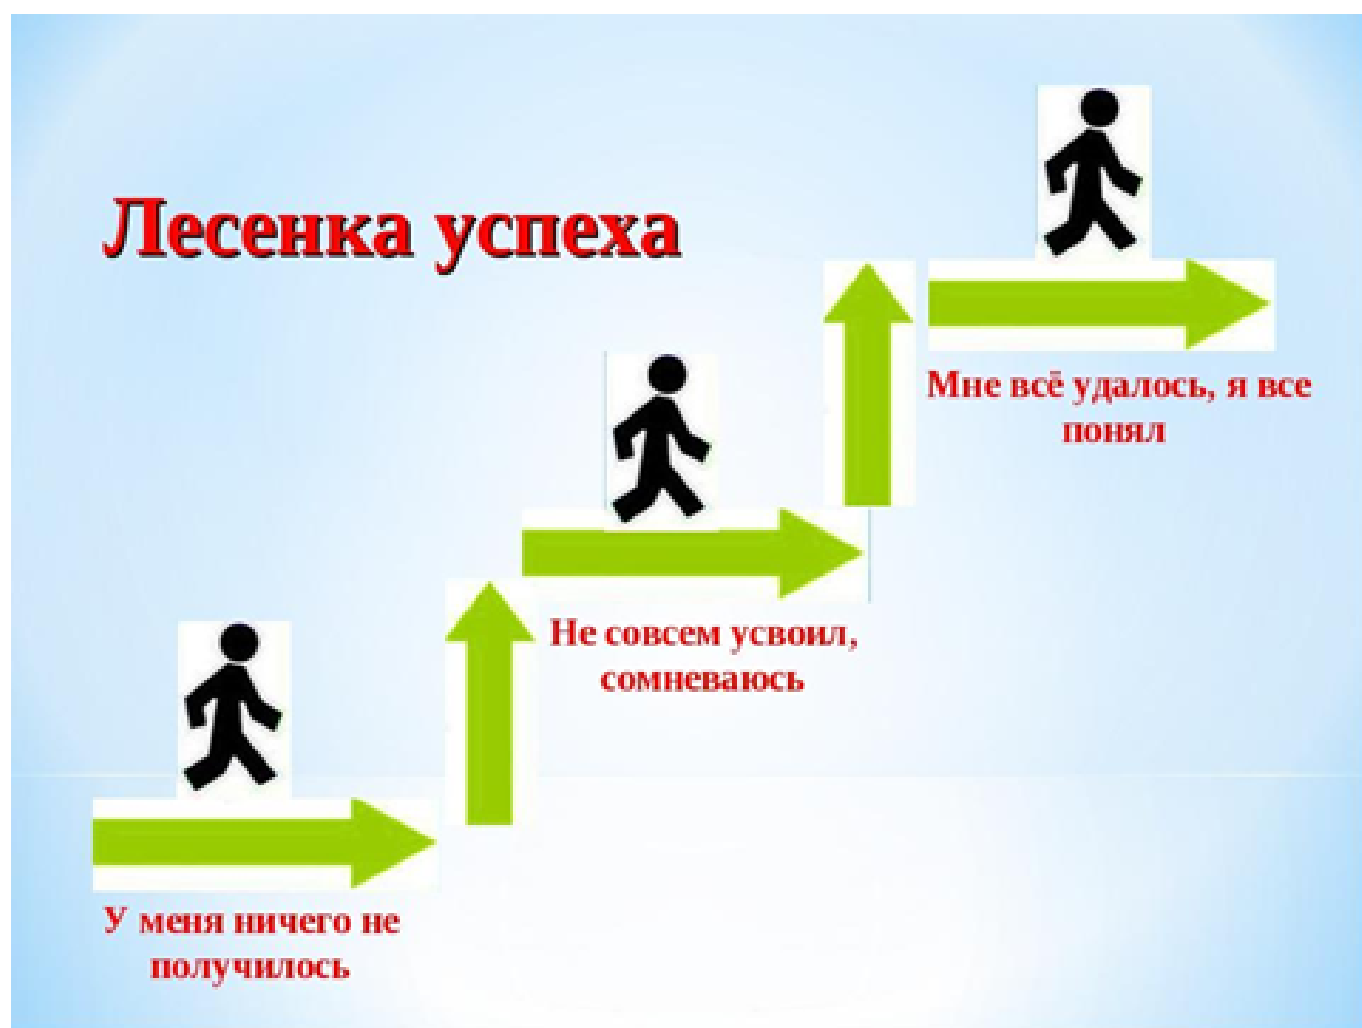 Лесенка успеха
Мне всё удалось, я все
понял
Не совсем усвоил,
сомневаюсь
У меня ничего не
получилось